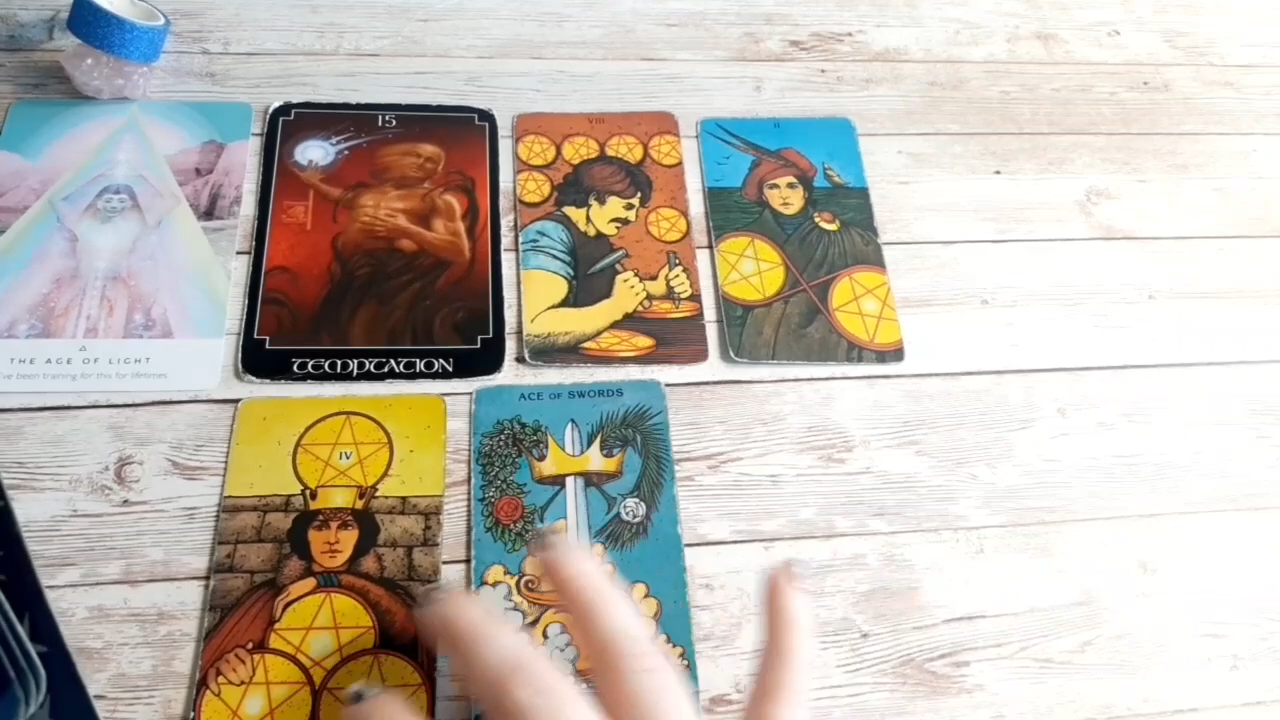 15
VIII
II
THE AGE OF LIGHT
I've been training for this for lifetimes
TEMPTATION
IV
ACE OF SWORDS